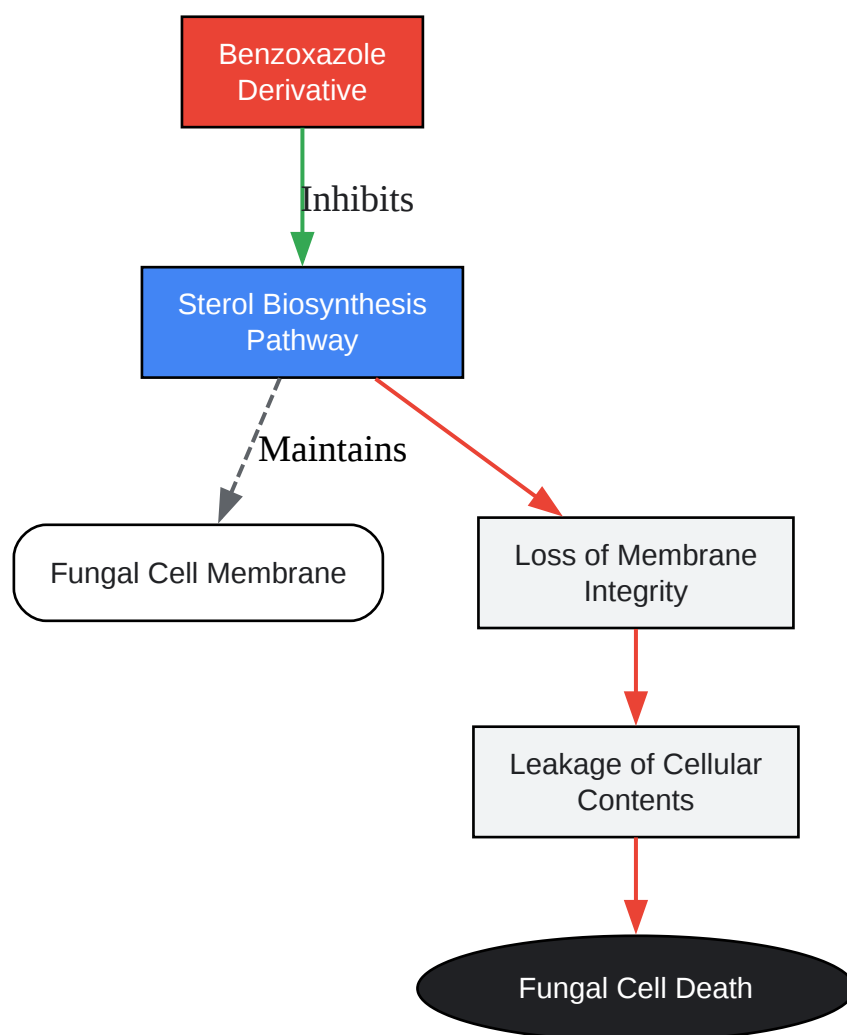 Benzoxazole
Derivative
Inhibits
Sterol Biosynthesis
Pathway
Maintains
Fungal Cell Membrane
Loss of Membrane
Integrity
Leakage of Cellular
Contents
Fungal Cell Death